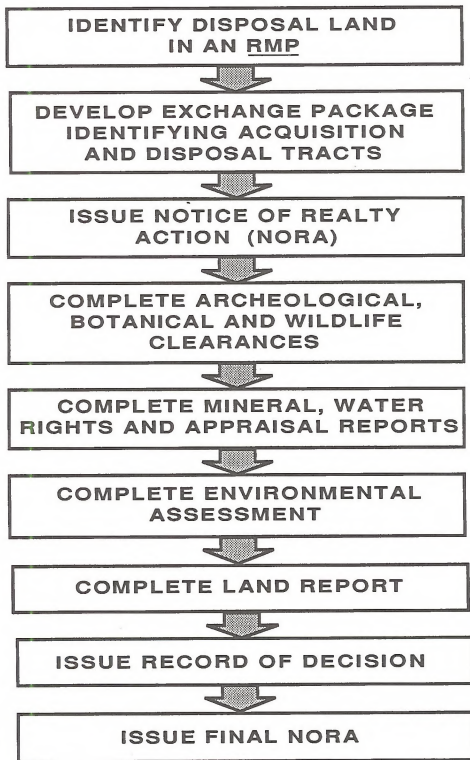 IDENTIFY DISPOSAL LAND
IN AN RMP
DEVELOP EXCHANGE PACKAGE
IDENTIFYING ACQUISITION
AND DISPOSAL TRACTS
ISSUE NOTICE OF REALTY
ACTION (NORA)
COMPLETE ARCHEOLOGICAL,
BOTANICAL AND WILDLIFE
CLEARANCES
COMPLETE MINERAL, WATER
RIGHTS AND APPRAISAL REPORTS
COMPLETE ENVIRONMENTAL
ASSESSMENT
COMPLETE LAND REPORT
ISSUE RECORD OF DECISION
ISSUE FINAL NORA